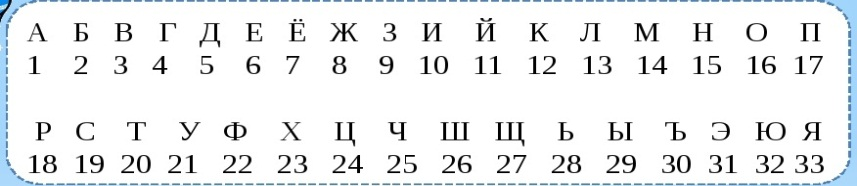 А Б В Г Д Е Ё Ж З И Й К Л М Н О П
1 2 3 4 5 6 7 8 9 10 11 12 13 14 15 16 17
Р С Т У Ф Х Ц Ч Ш Щ Ь Ы Ъ Э Ю Я
18 19 20 21 22 23 24 25 26 27 28 29 30 31 32 33